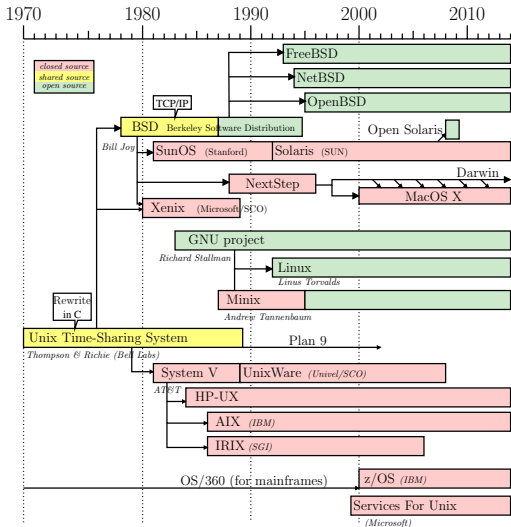 1970 1980 1990 2000 2010
closed source
shared source
open source
FreeBSD
NetBSD
OpenBSD
TCP/IP
BSD Berkeley Software Distribution
Bill Joy
Open Solaris
SunOS (Stanford) Solaris (SUN)
Darwin
NextStep
MacOS X
Xenix (Microsoft/SCO)
GNU project
Richard Stallman
Linux
Linus Torvalds
Minix
Andrew Tannenbaum
Rewrite
in C
Unix Time-Sharing System
Plan 9
Thompson & Richie (Bell Labs)
System V UnixWare (Univel/SCO)
AT&T
HP-UX
AIX (IBM)
IRIX (SGI)
OS/360 (for mainframes) z/OS (IBM)
Services For Unix
(Microsoft)